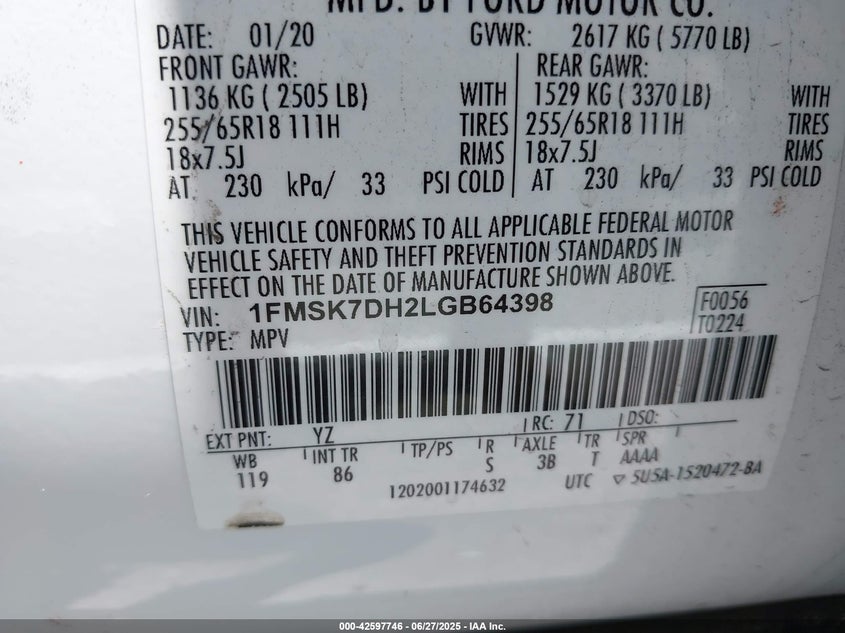 MFD. BY FORD MOTOR CO.
DATE: 01/20 GVWR: 2617 KG ( 5770 LB)
FRONT GAWR: REAR GAWR:
1136 KG ( 2505 LB) WITH 1529 KG ( 3370 LB) WITH
255/65R18 111H TIRES 255/65R18 111H TIRES
18x7.5J RIMS 18x7.5J RIMS
AT 230 kPa/ 33 PSI COLD AT 230 kPa/ 33 PSI COLD
THIS VEHICLE CONFORMS TO ALL APPLICABLE FEDERAL MOTOR
VEHICLE SAFETY AND THEFT PREVENTION STANDARDS IN
EFFECT ON THE DATE OF MANUFACTURE SHOWN ABOVE.
VIN: 1FMSK7DH2LGB64398 F0056
TYPE: MPV T0224
EXT PNT: YZ RC: 71 DSO:
WB INT TR TP/PS R AXLE TR SPR
119 86 S 3B T AAAA
1202001174632 UTC ▽ 5U5A-1520472-BA
000-42597746 | 06/27/2025 | IAA Inc.